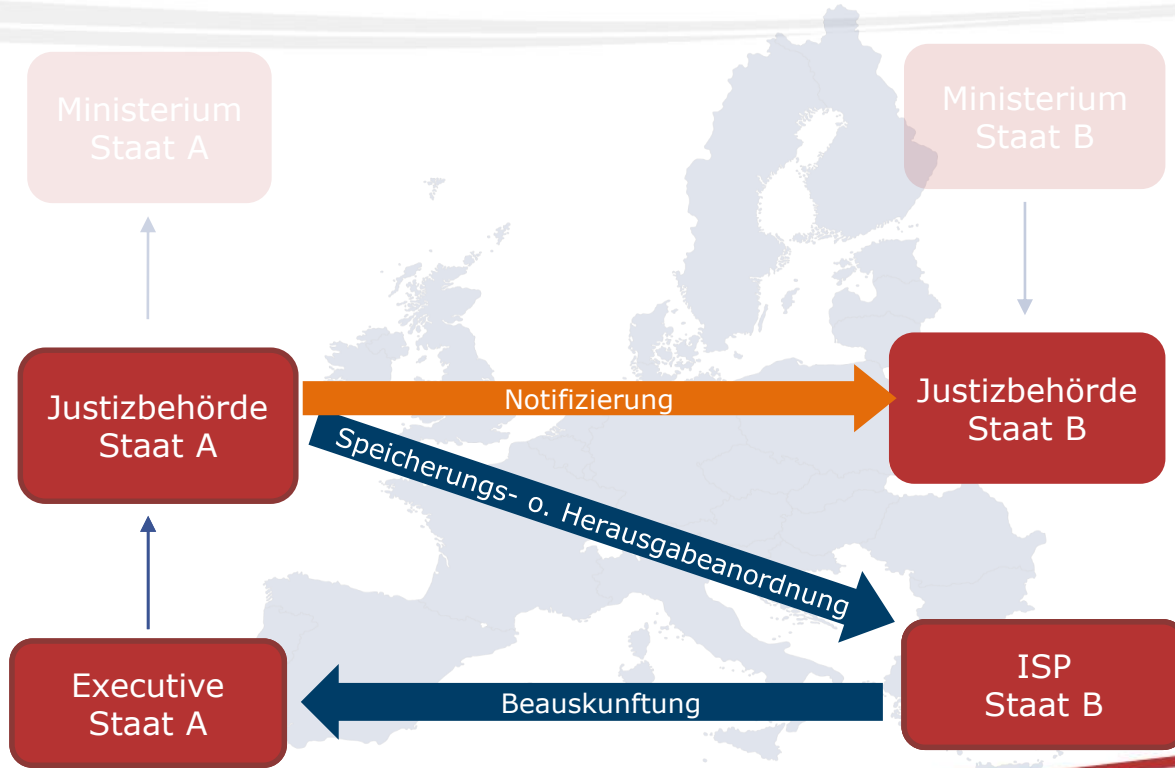 Ministerium
Staat A
Ministerium
Staat B
Justizbehörde
Staat A
Notifizierung
Justizbehörde
Staat B
Speicherungs- o. Herausgabeanordnung
Executive
Staat A
Beauskunftung
ISP
Staat B